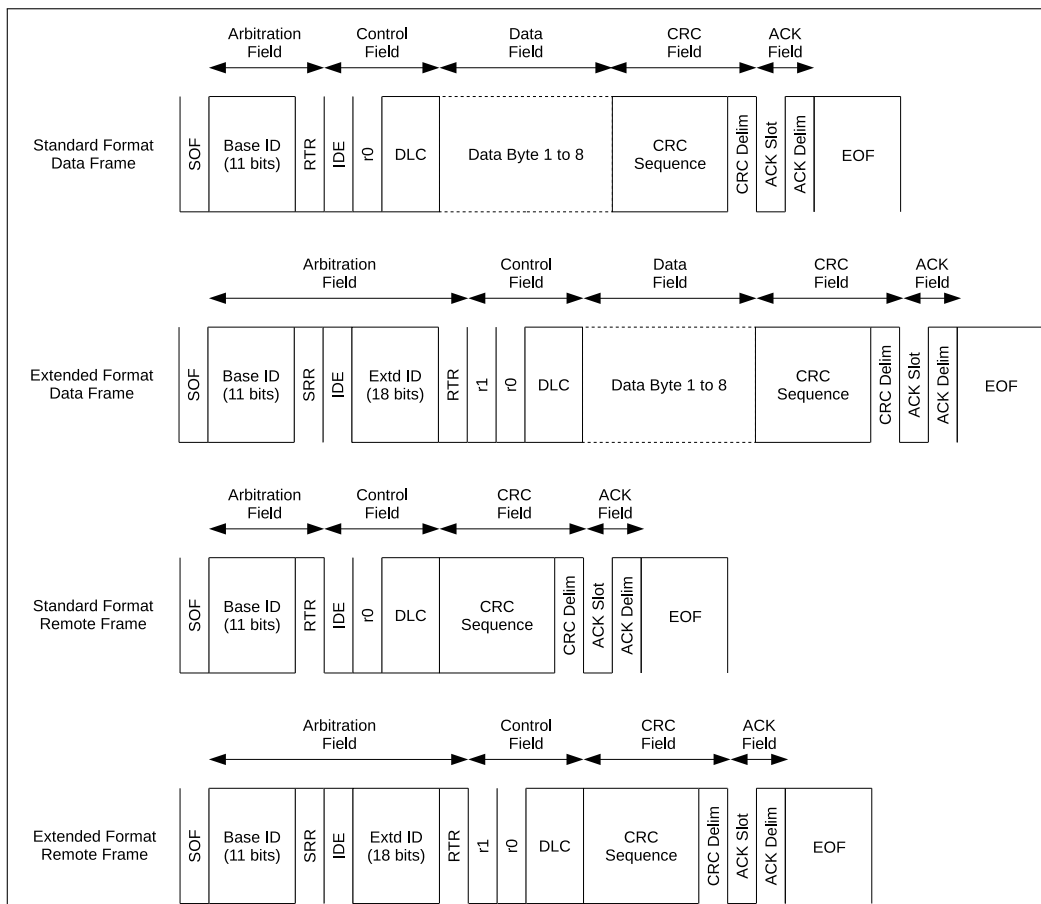 Arbitration Field
Control Field
Data Field
CRC Field
ACK Field
Standard Format
Data Frame
SOF
Base ID
(11 bits)
RTR
IDE
r0
DLC
Data Byte 1 to 8
CRC
Sequence
CRC Delim
ACK Slot
ACK Delim
EOF
Arbitration
Field
Control
Field
Data
Field
CRC
Field
ACK
Field
Extended Format
Data Frame
SOF
Base ID
(11 bits)
SRR
IDE
Extd ID
(18 bits)
RTR
r1
r0
DLC
Data Byte 1 to 8
CRC
Sequence
CRC Delim
ACK Slot
ACK Delim
EOF
Arbitration
Field
Control
Field
CRC
Field
ACK
Field
Standard Format
Remote Frame
SOF
Base ID
(11 bits)
RTR
IDE
r0
DLC
CRC
Sequence
CRC Delim
ACK Slot
ACK Delim
EOF
Arbitration
Field
Control
Field
CRC
Field
ACK
Field
Extended Format
Remote Frame
SOF
Base ID
(11 bits)
SRR
IDE
Extd ID
(18 bits)
RTR
r1
r0
DLC
CRC
Sequence
CRC Delim
ACK Slot
ACK Delim
EOF